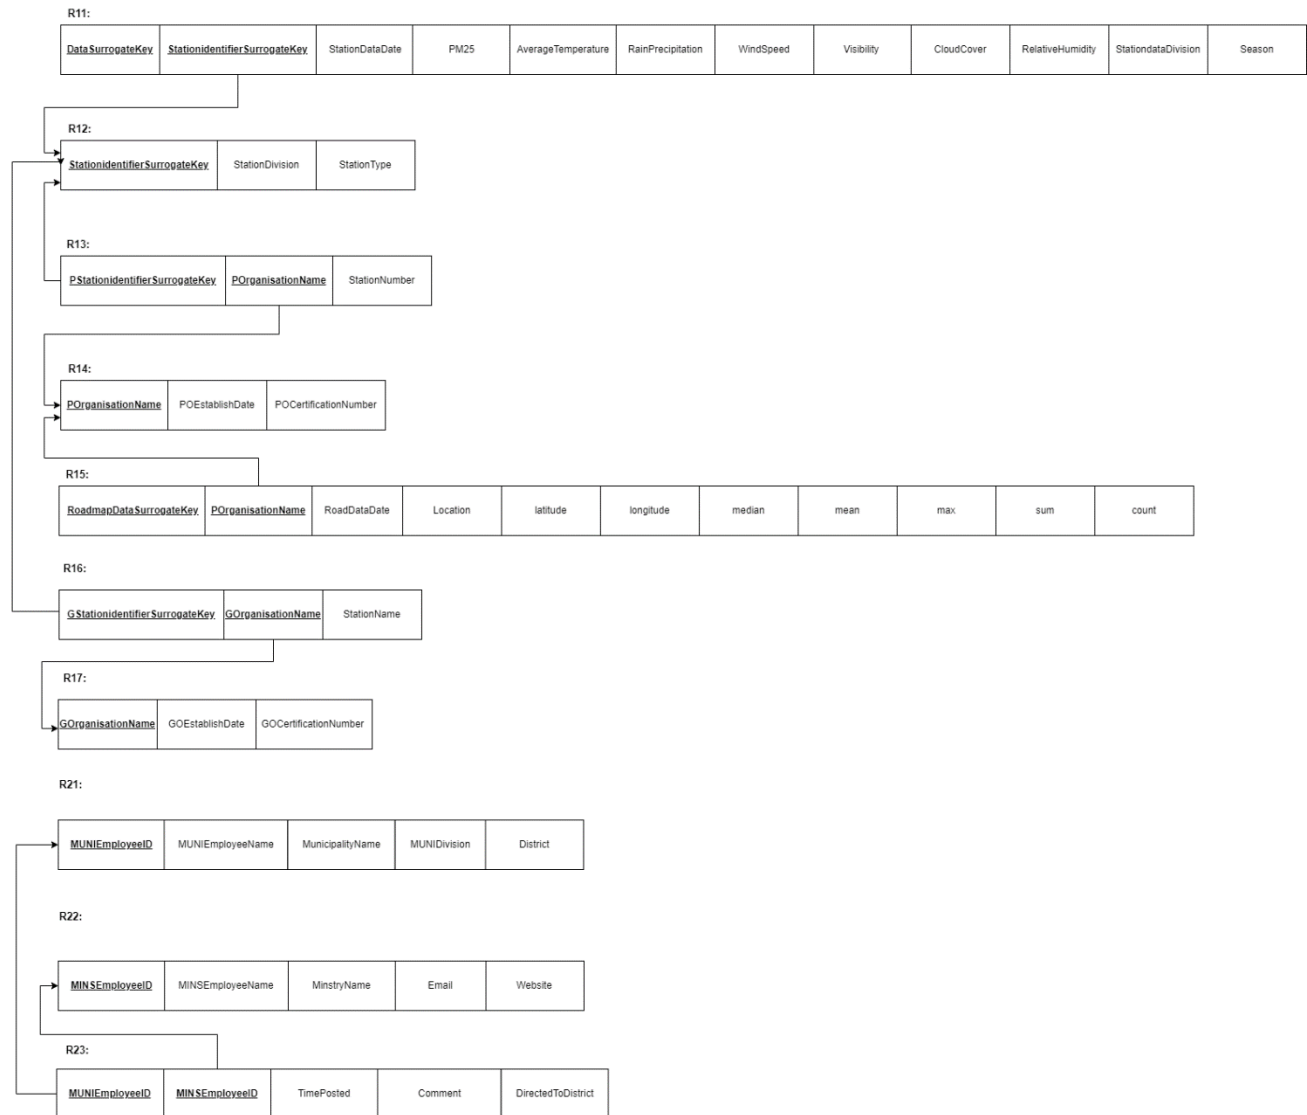 R11:
DataSurrogateKey StationidentifierSurrogateKey StationDataDate PM25 AverageTemperature RainPrecipitation WindSpeed Visibility CloudCover RelativeHumidity StationdataDivision Season
R12:
StationidentifierSurrogateKey StationDivision StationType
R13:
PStationidentifierSurrogateKey POrganisationName StationNumber
R14:
POrganisationName POEstablishDate POCertificationNumber
R15:
RoadmapDataSurrogateKey POrganisationName RoadDataDate Location latitude longitude median mean max sum count
R16:
GStationidentifierSurrogateKey GOrganisationName StationName
R17:
GOrganisationName GOEstablishDate GOCertificationNumber
R21:
MUNIEmployeeID MUNIEmployeeName MunicipalityName MUNIDivision District
R22:
MINSEmployeeID MINSEmployeeName MinstryName Email Website
R23:
MUNIEmployeeID MINSEmployeeID TimePosted Comment DirectedToDistrict